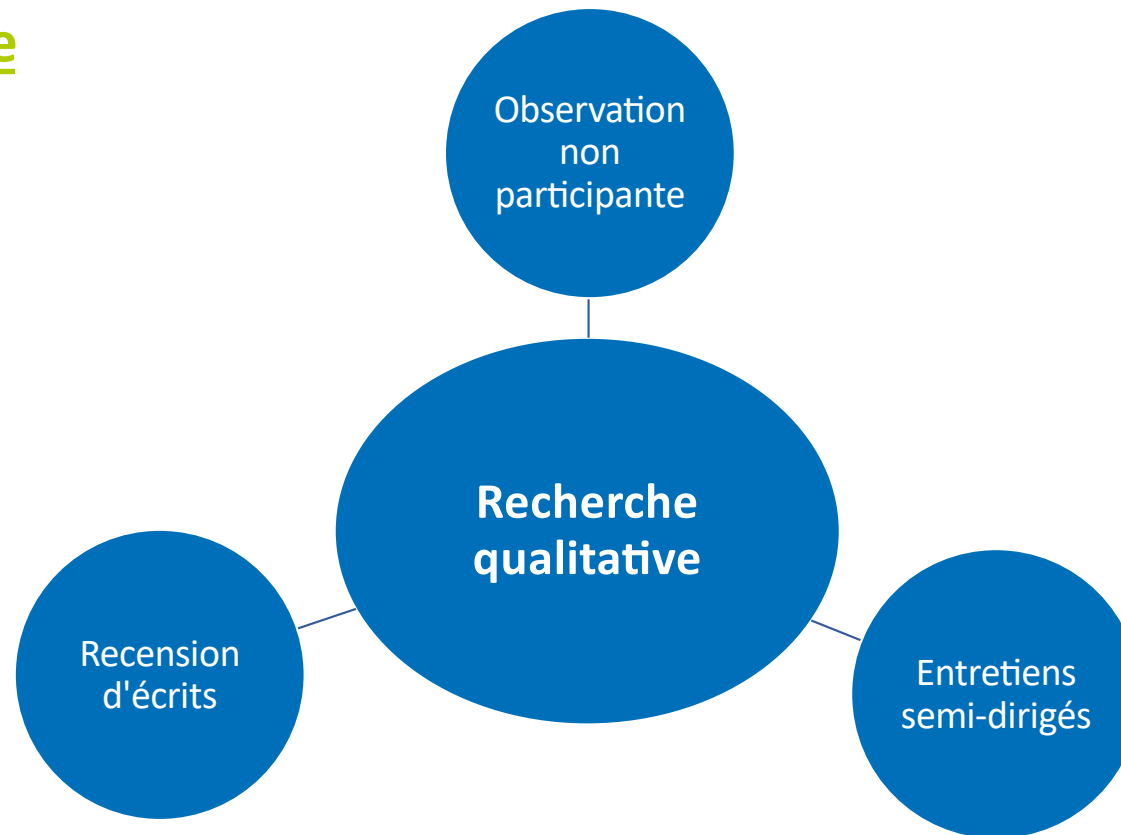 e
Observation
non
participante
Recherche
qualitative
Recension
d'écrits
Entretiens
semi-dirigés